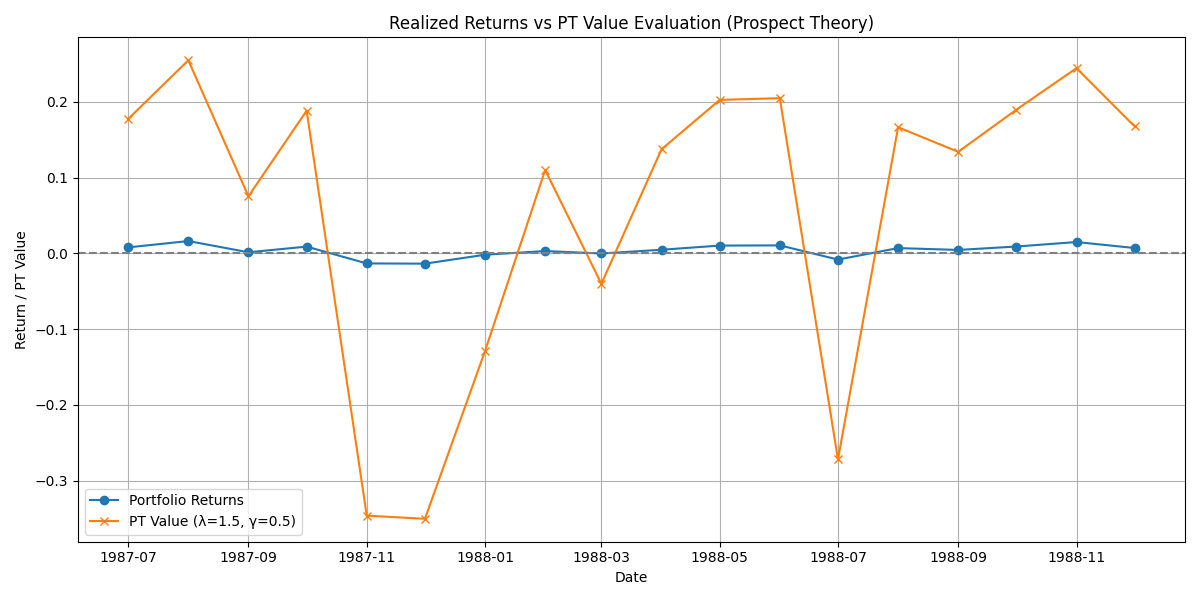 Realized Returns vs PT Value Evaluation (Prospect Theory)
Return / PT Value
0.2
0.1
0.0
−0.1
−0.2
−0.3
Portfolio Returns
PT Value (λ=1.5, γ=0.5)
1987-07 1987-09 1987-11 1988-01 1988-03 1988-05 1988-07 1988-09 1988-11
Date